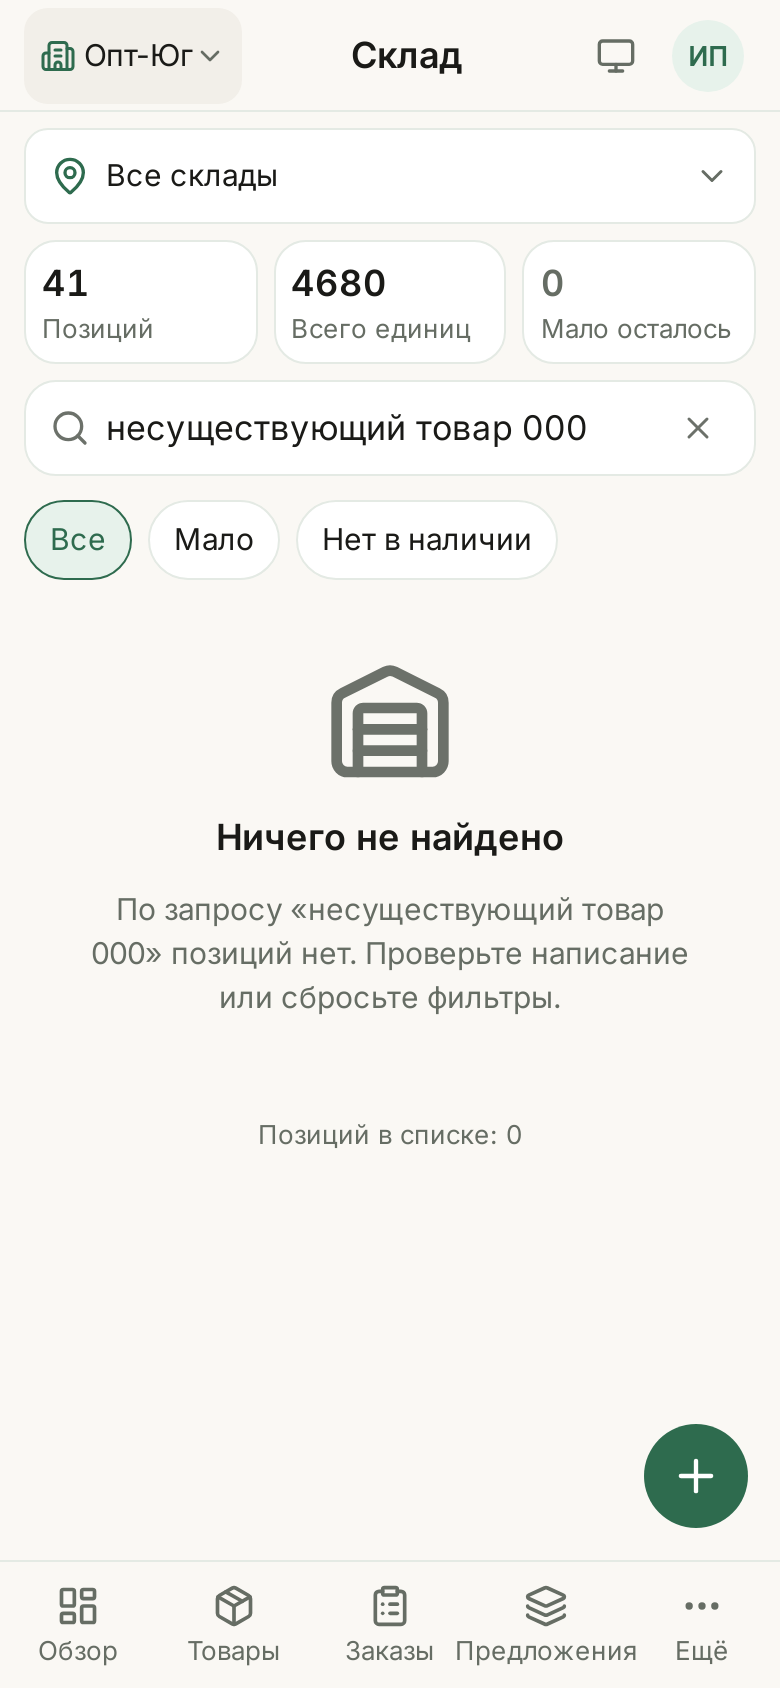 Опт-Юг
Склад
ИП
Все склады
41
Позиций
4680
Всего единиц
0
Мало осталось
несуществующий товар 000
Все
Мало
Нет в наличии
Ничего не найдено
По запросу «несуществующий товар
000» позиций нет. Проверьте написание
или сбросьте фильтры.
Позиций в списке: 0
Обзор
Товары
Заказы
Предложения
Ещё